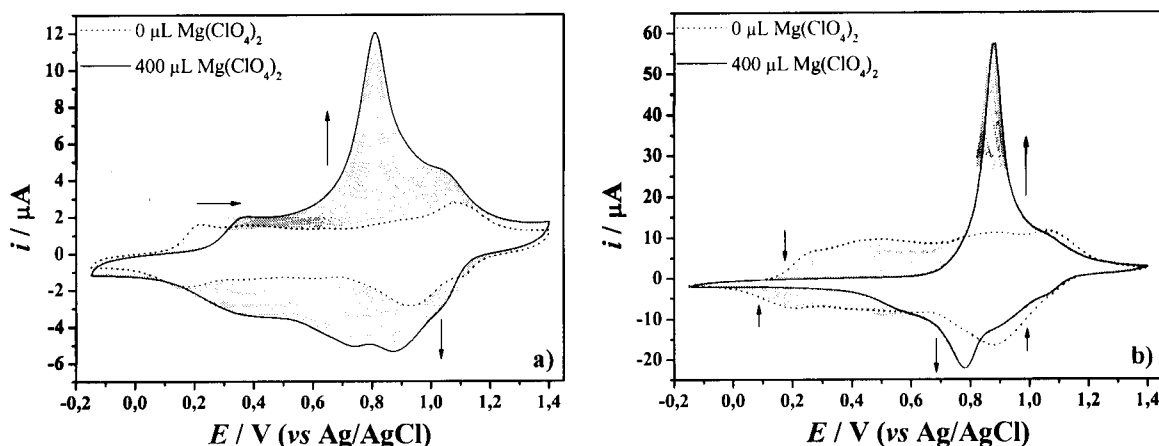 0 µL Mg(ClO₄)₂
400 µL Mg(ClO₄)₂
12
10
8
6
4
2
0
-2
-4
-6
i / µA
a)
-0,2 0,0 0,2 0,4 0,6 0,8 1,0 1,2 1,4
E / V (vs Ag/AgCl)
0 µL Mg(ClO₄)₂
400 µL Mg(ClO₄)₂
60
50
40
30
20
10
0
-10
-20
i / µA
b)
-0,2 0,0 0,2 0,4 0,6 0,8 1,0 1,2 1,4
E / V (vs Ag/AgCl)